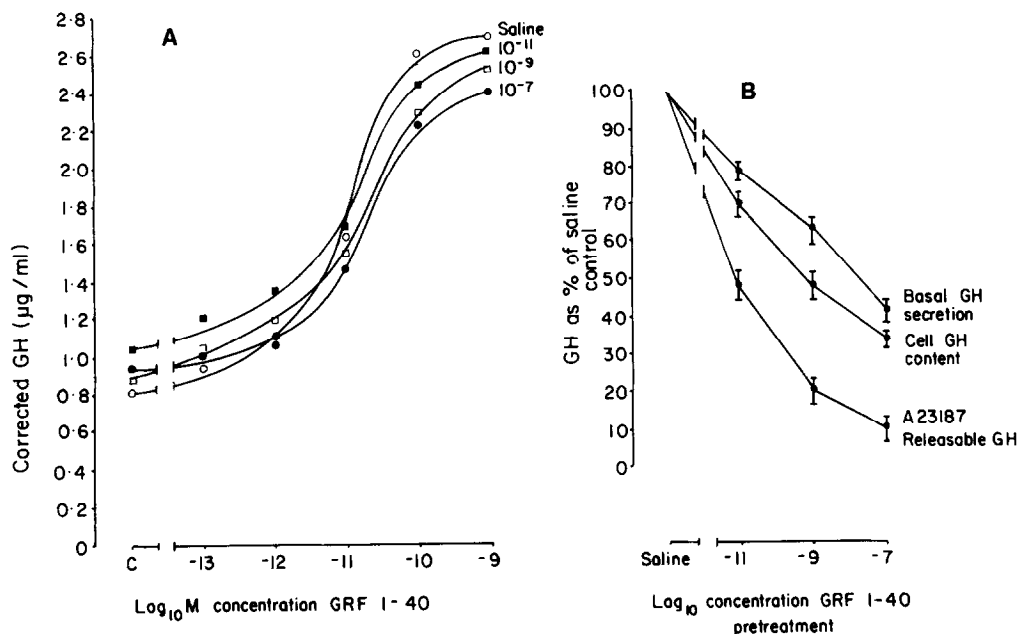 A
Corrected GH (µg/ml)
2·8
2·6
2·4
2·2
2·0
1·8
1·6
1·4
1·2
1·0
0·8
0·6
0·4
0·2
0
Saline
10⁻¹¹
10⁻⁹
10⁻⁷
C
-13
-12
-11
-10
-9
Log₁₀M concentration GRF 1-40
B
GH as % of saline
control
100
90
80
70
60
50
40
30
20
10
0
Basal GH
secretion
Cell GH
content
A23187
Releasable GH
Saline
-11
-9
-7
Log₁₀ concentration GRF 1-40
pretreatment